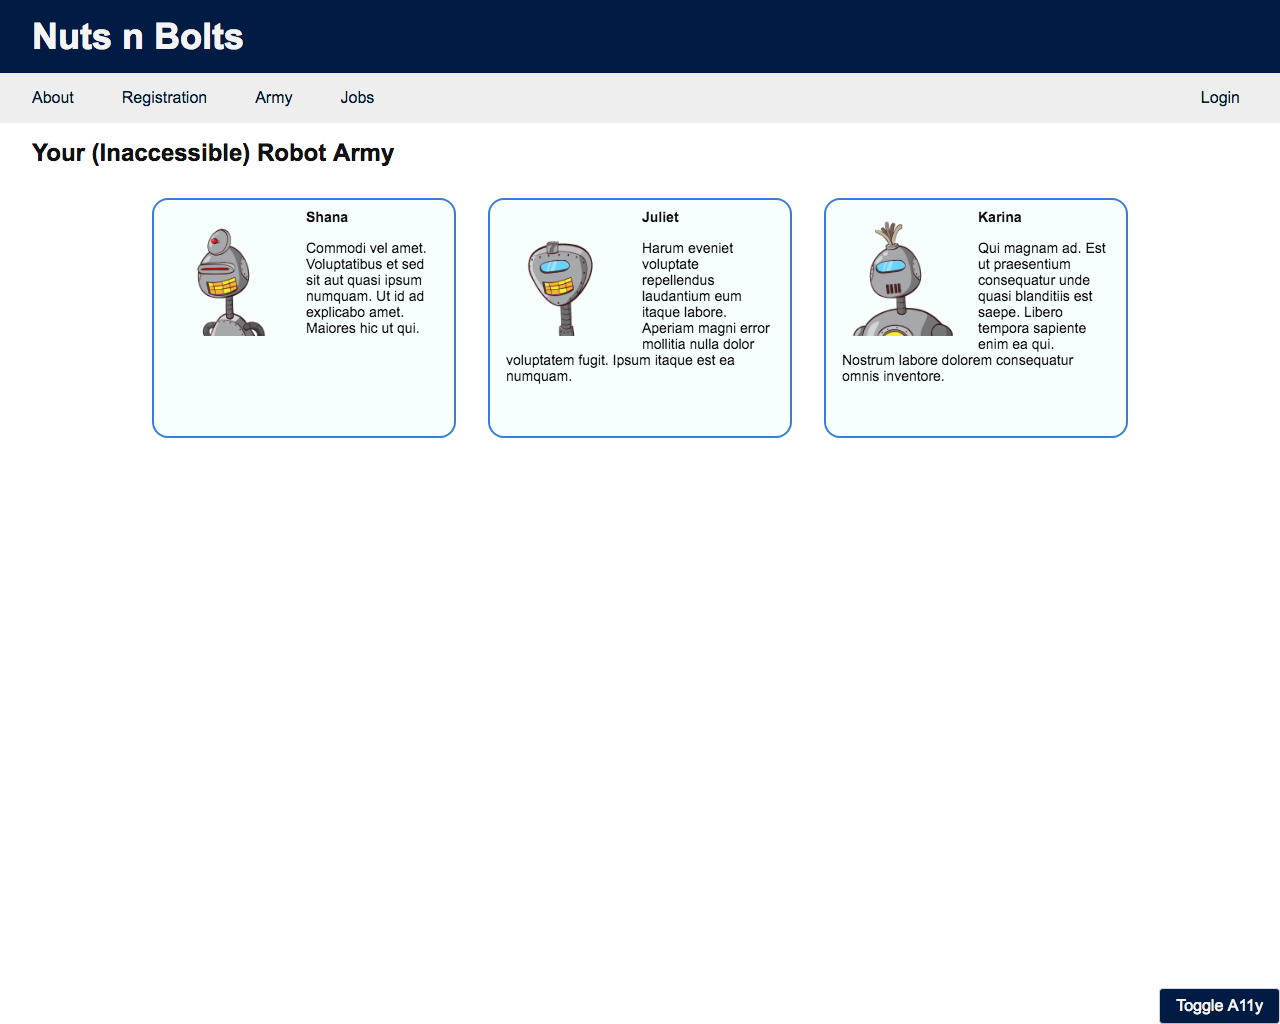 Nuts n Bolts
About Registration Army Jobs Login
Your (Inaccessible) Robot Army
Shana
Commodi vel amet.
Voluptatibus et sed
sit aut quasi ipsum
numquam. Ut id ad
explicabo amet.
Maiores hic ut qui.
Juliet
Harum eveniet
voluptate
repellendus
laudantium eum
itaque labore.
Aperiam magni error
mollitia nulla dolor
voluptatem fugit. Ipsum itaque est ea
numquam.
Karina
Qui magnam ad. Est
ut praesentium
consequatur unde
quasi blanditiis est
saepe. Libero
tempora sapiente
enim ea qui.
Nostrum labore dolorem consequatur
omnis inventore.
Toggle A11y